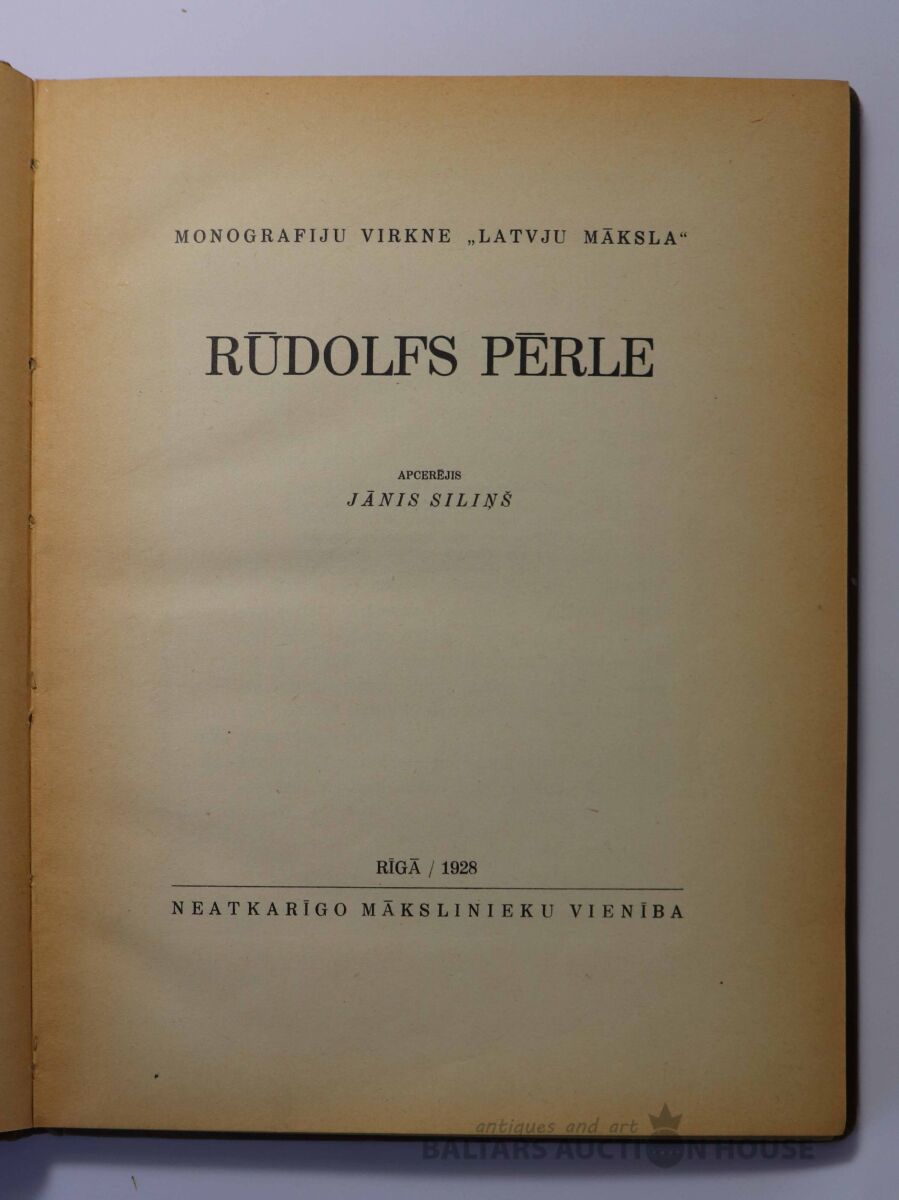 MONOGRAFIJU VIRKNE „LATVJU MĀKSLA“
RŪDOLFS PĒRLE
APCERĒJIS
JĀNIS SILIŅŠ
RĪGĀ / 1928
NEATKARĪGO MĀKSLINIEKU VIENĪBA
antiques and art
BALTARS AUCTION HOUSE